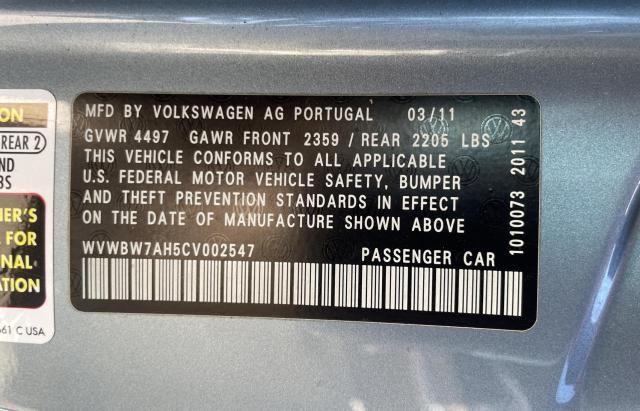 ON
REAR 2
ND
BS
ER'S
FOR
NAL
ATION
661 C USA
MFD BY VOLKSWAGEN AG PORTUGAL 03/11
GVWR 4497 GAWR FRONT 2359 / REAR 2205 LBS
THIS VEHICLE CONFORMS TO ALL APPLICABLE
U.S. FEDERAL MOTOR VEHICLE SAFETY, BUMPER
AND THEFT PREVENTION STANDARDS IN EFFECT
ON THE DATE OF MANUFACTURE SHOWN ABOVE
WVWBW7AH5CV002547 PASSENGER CAR
1010073 2011 43